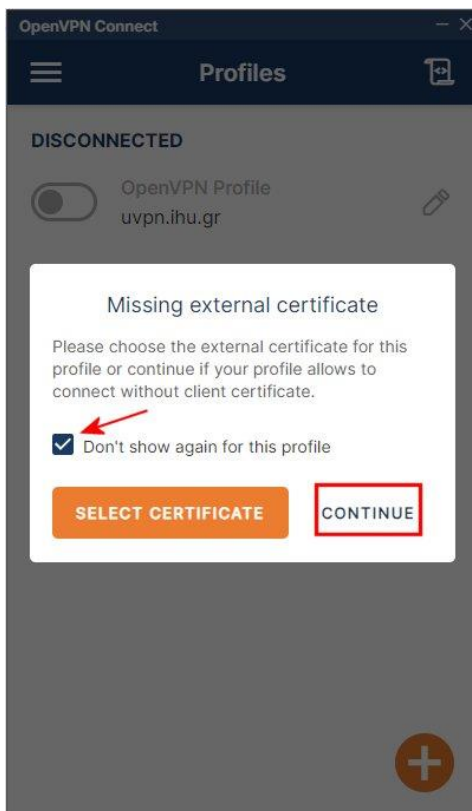 OpenVPN Connect
Profiles
DISCONNECTED
OpenVPN Profile
uvpn.ihu.gr
Missing external certificate
Please choose the external certificate for this
profile or continue if your profile allows to
connect without client certificate.
Don't show again for this profile
SELECT CERTIFICATE
CONTINUE